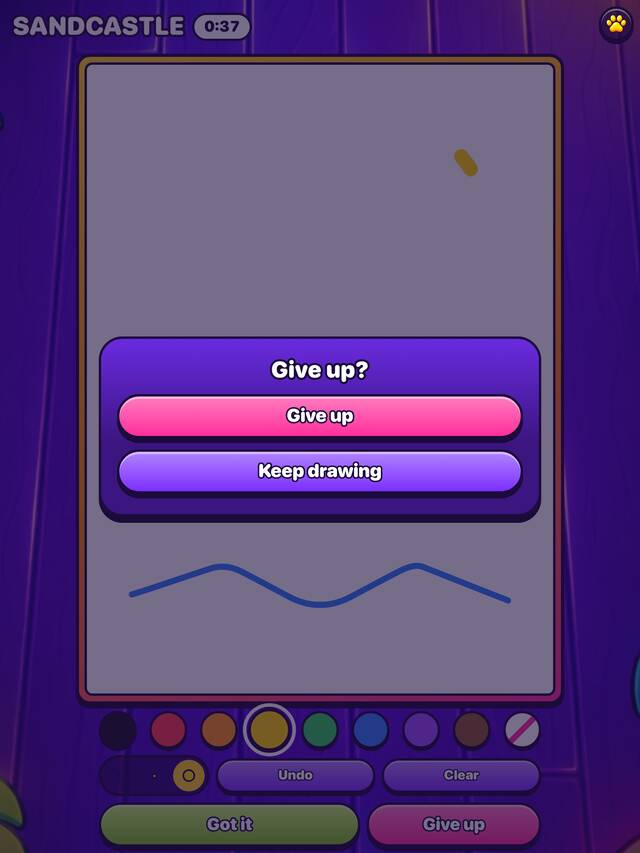 SANDCASTLE 0:37
Give up?
Give up
Keep drawing
Undo Clear
Got it Give up